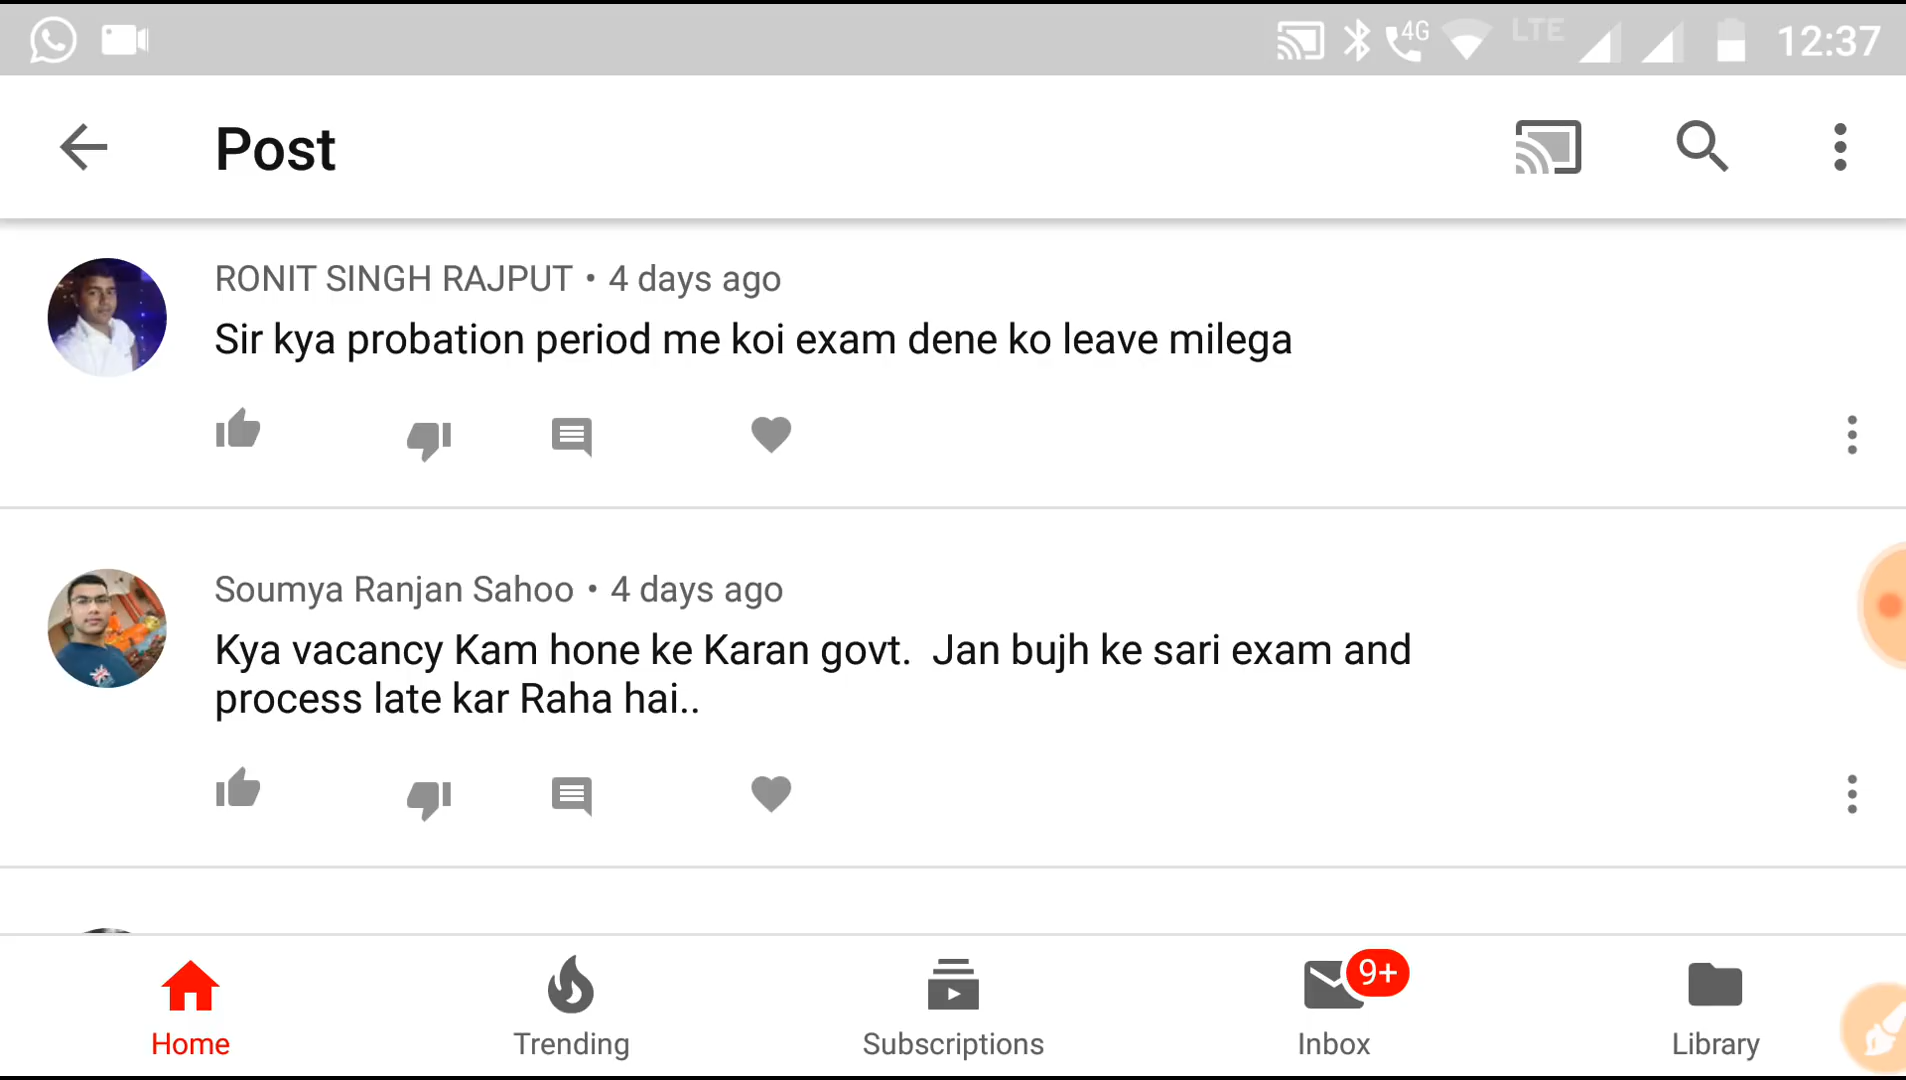 4G LTE 12:37
Post
RONIT SINGH RAJPUT • 4 days ago
Sir kya probation period me koi exam dene ko leave milega
Soumya Ranjan Sahoo • 4 days ago
Kya vacancy Kam hone ke Karan govt.  Jan bujh ke sari exam and
process late kar Raha hai..
9+
Home Trending Subscriptions Inbox Library